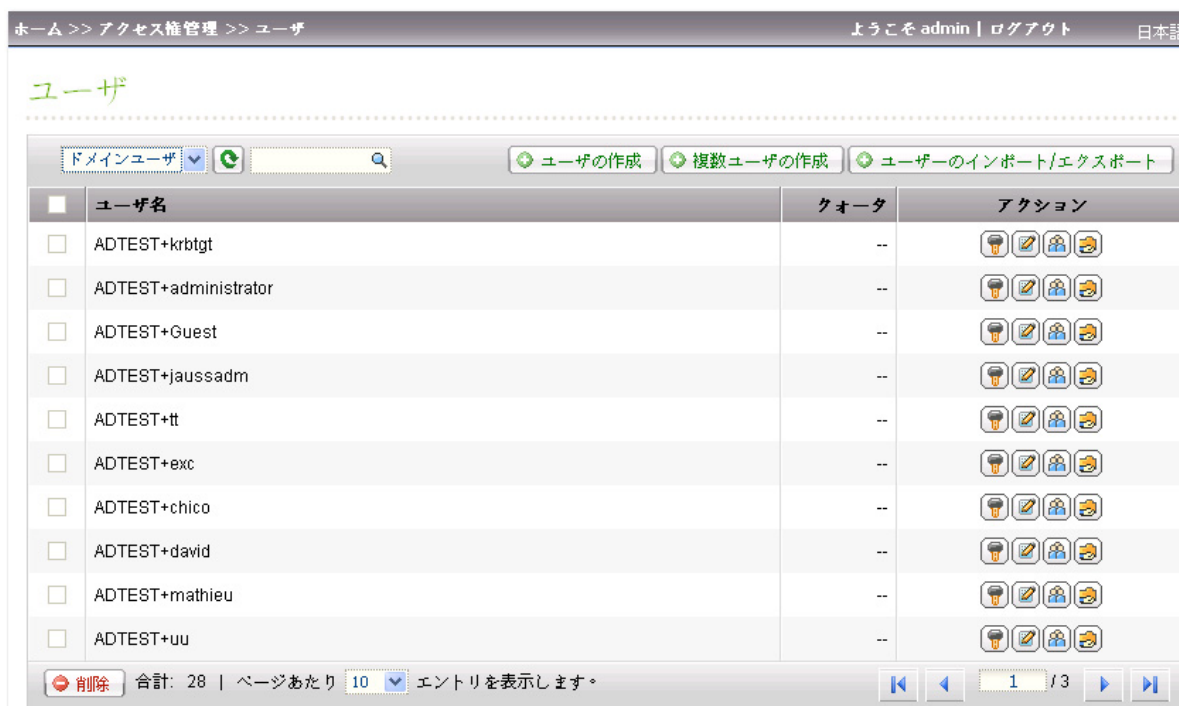 ホーム >> アクセス権管理 >> ユーザ ようこそ admin | ログアウト 日本語
ユーザ
ドメインユーザ ユーザの作成 複数ユーザの作成 ユーザーのインポート/エクスポート
ユーザ名 クォータ アクション
ADTEST+krbtgt --
ADTEST+administrator --
ADTEST+Guest --
ADTEST+jaussadm --
ADTEST+tt --
ADTEST+exc --
ADTEST+chico --
ADTEST+david --
ADTEST+mathieu --
ADTEST+uu --
削除 合計: 28 | ページあたり 10 エントリを表示します。 1 /3